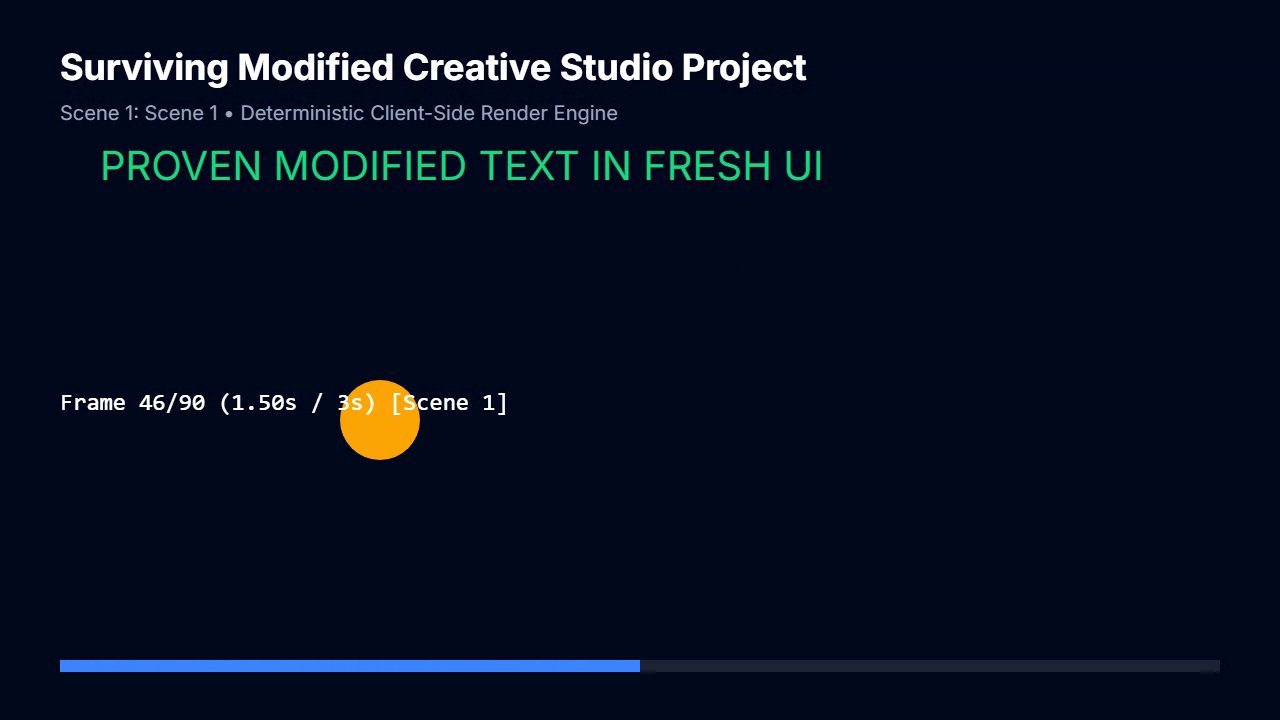 Surviving Modified Creative Studio Project
Scene 1: Scene 1 • Deterministic Client-Side Render Engine
PROVEN MODIFIED TEXT IN FRESH UI
Frame 46/90 (1.50s / 3s) [Scene 1]